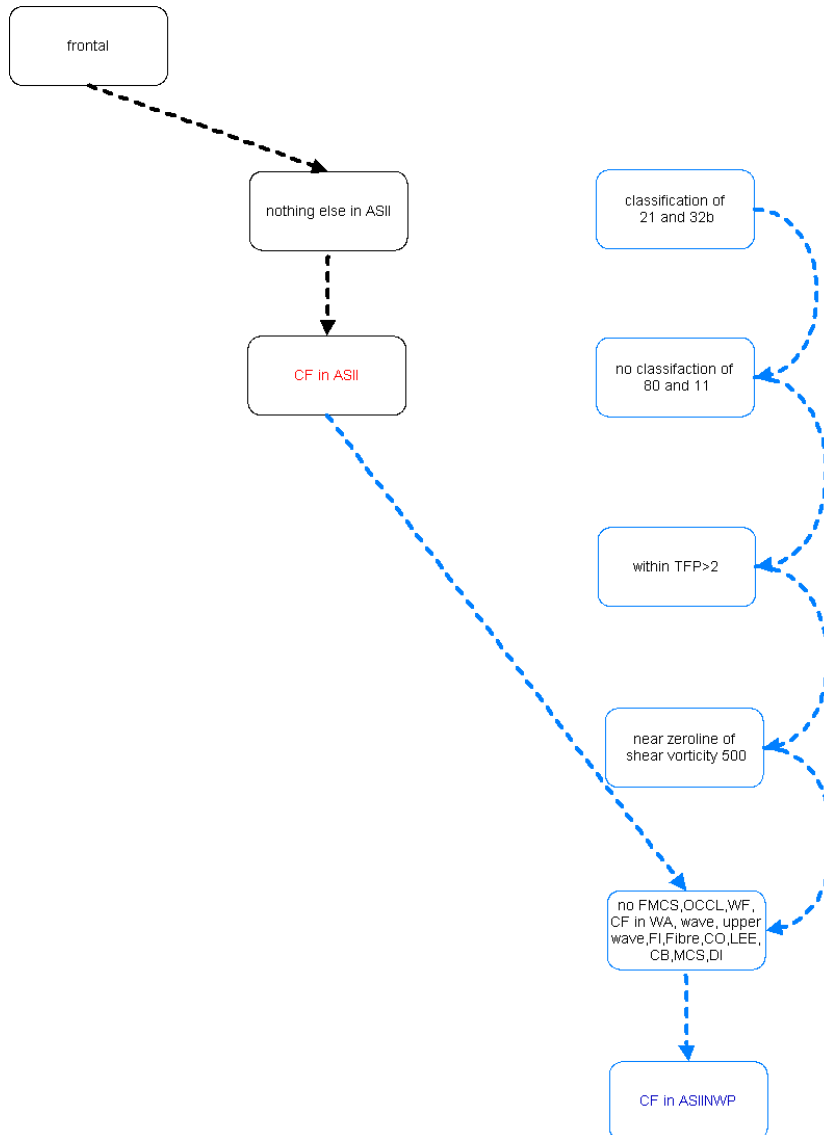 frontal
nothing else in ASII
classification of
21 and 32b
CF in ASII
no classifaction of
80 and 11
within TFP>2
near zeroline of
shear vorticity 500
no FMCS,OCCL,WF,
CF in WA, wave, upper
wave,FI,Fibre,CO,LEE,
CB,MCS,DI
CF in ASIINWP